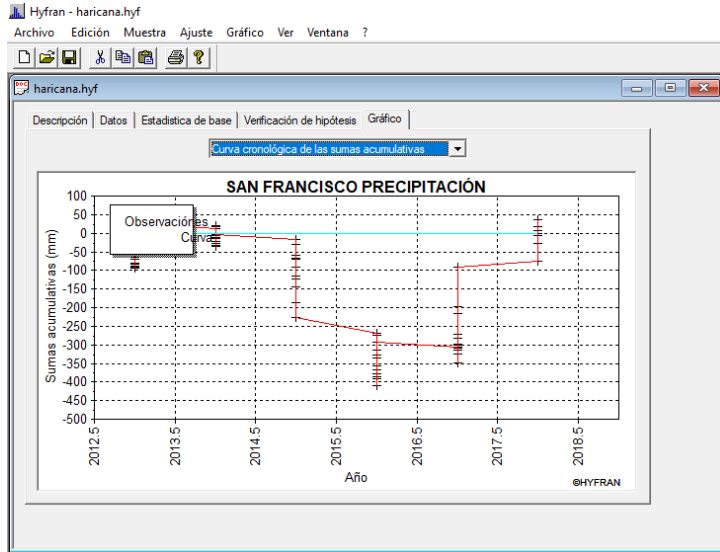 Hyfran - haricana.hyf
Archivo Edición Muestra Ajuste Gráfico Ver Ventana ?
haricana.hyf
Descripción Datos Estadistica de base Verificación de hipótesis Gráfico
Curva cronológica de las sumas acumulativas
SAN FRANCISCO PRECIPITACIÓN
Observaciónes
Curva
Sumas acumulativas (mm)
100
50
0
-50
-100
-150
-200
-250
-300
-350
-400
-450
-500
2012.5 2013.5 2014.5 2015.5 2016.5 2017.5 2018.5
Año
©HYFRAN